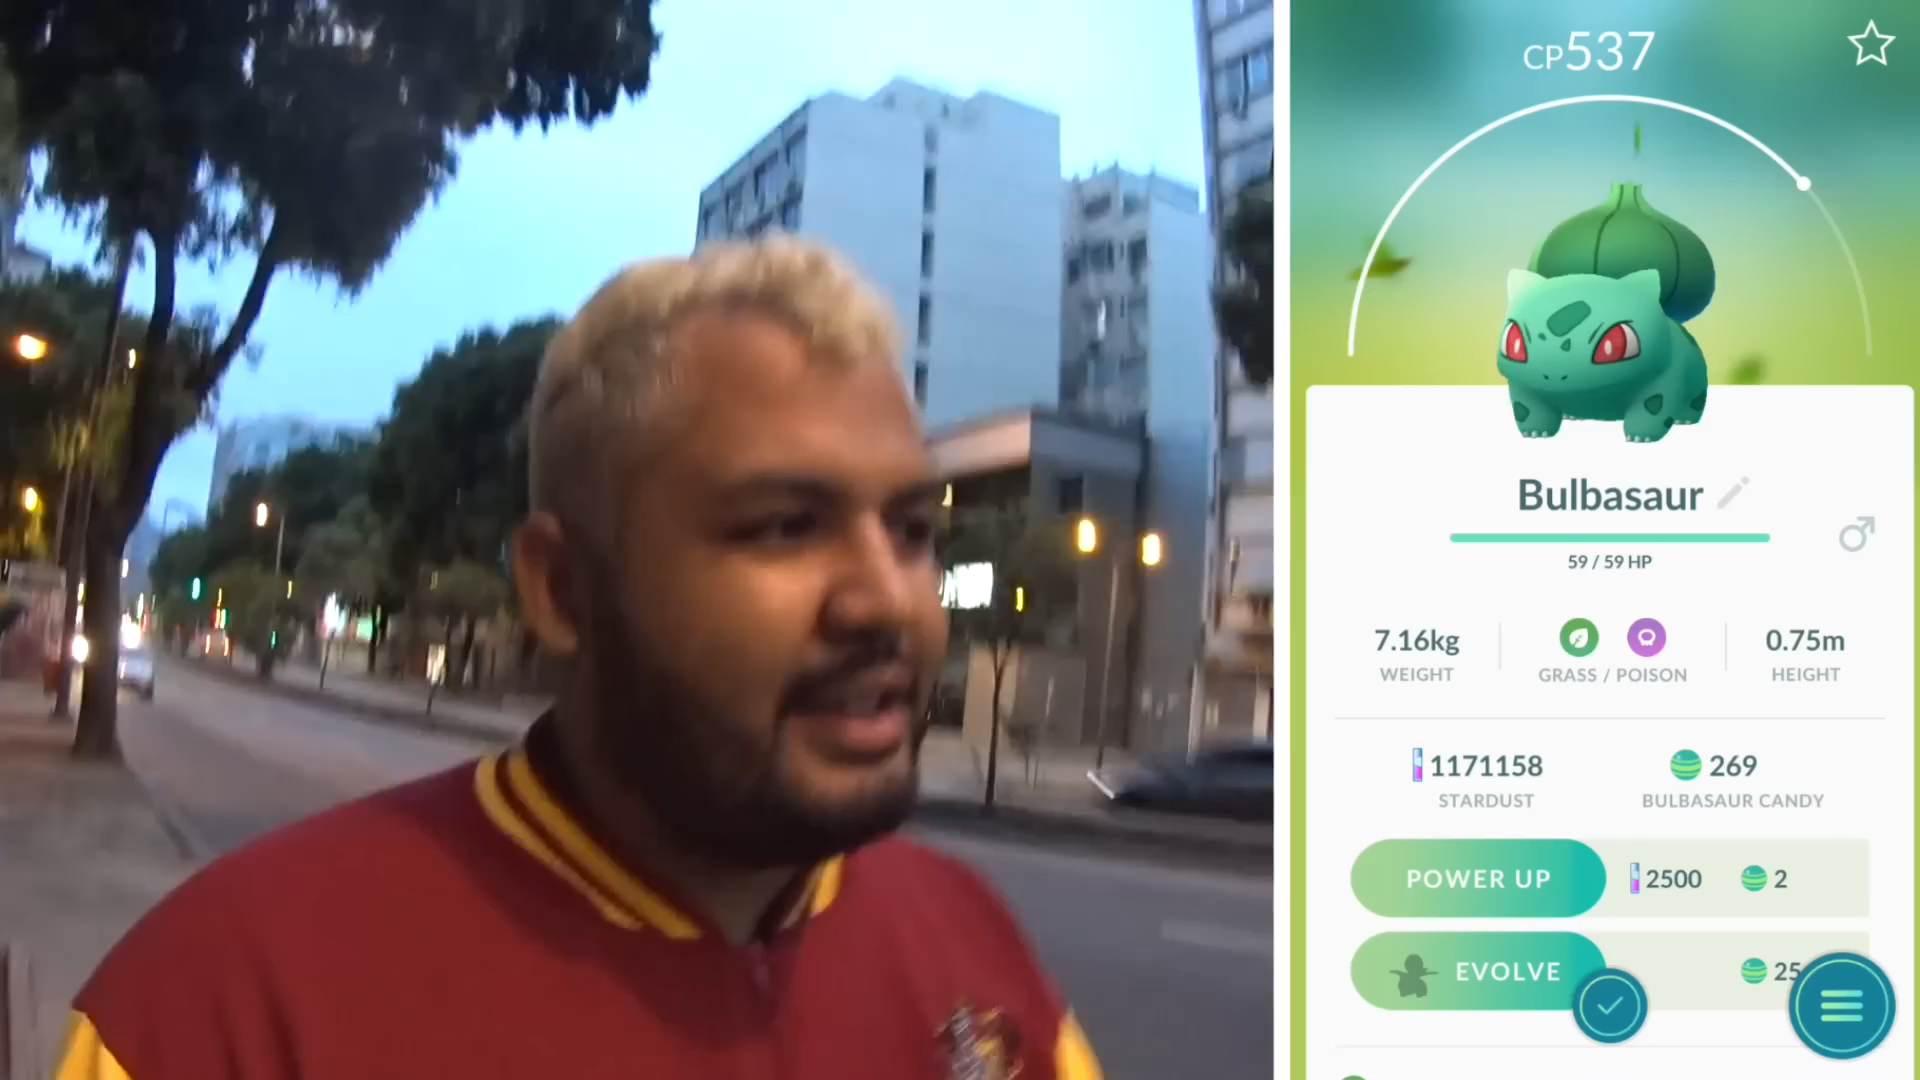 CP537
Bulbasaur
59 / 59 HP
7.16kg
WEIGHT
GRASS / POISON
0.75m
HEIGHT
1171158
STARDUST
269
BULBASAUR CANDY
POWER UP 2500 2
EVOLVE 25